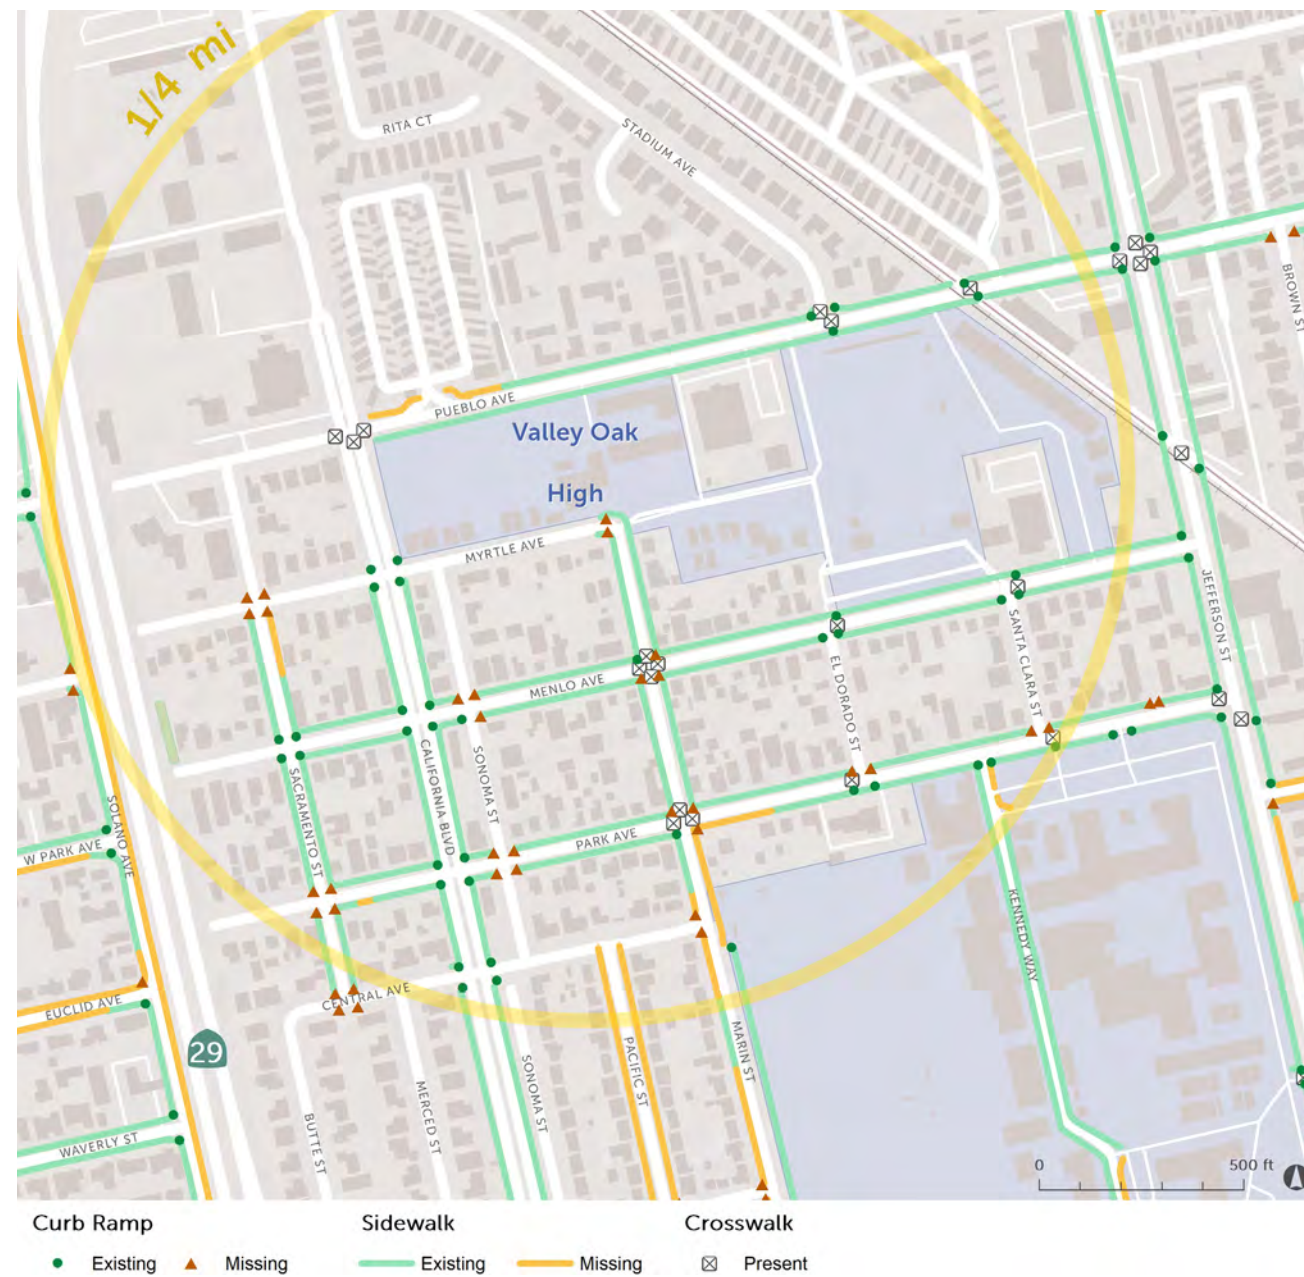 1/4 mi
RITA CT
STADIUM AVE
BROWN ST
PUEBLO AVE
Valley Oak
High
MYRTLE AVE
JEFFERSON ST
SANTA CLARA ST
EL DORADO ST
MENLO AVE
CALIFORNIA BLVD
SONOMA ST
SACRAMENTO ST
SOLANO AVE
W PARK AVE
PARK AVE
KENNEDY WAY
CENTRAL AVE
EUCLID AVE
29
MARIN ST
PACIFIC ST
SONOMA ST
MERCED ST
BUTTE ST
WAVERLY ST
0 500 ft
Curb Ramp Sidewalk Crosswalk
Existing Missing Existing Missing Present